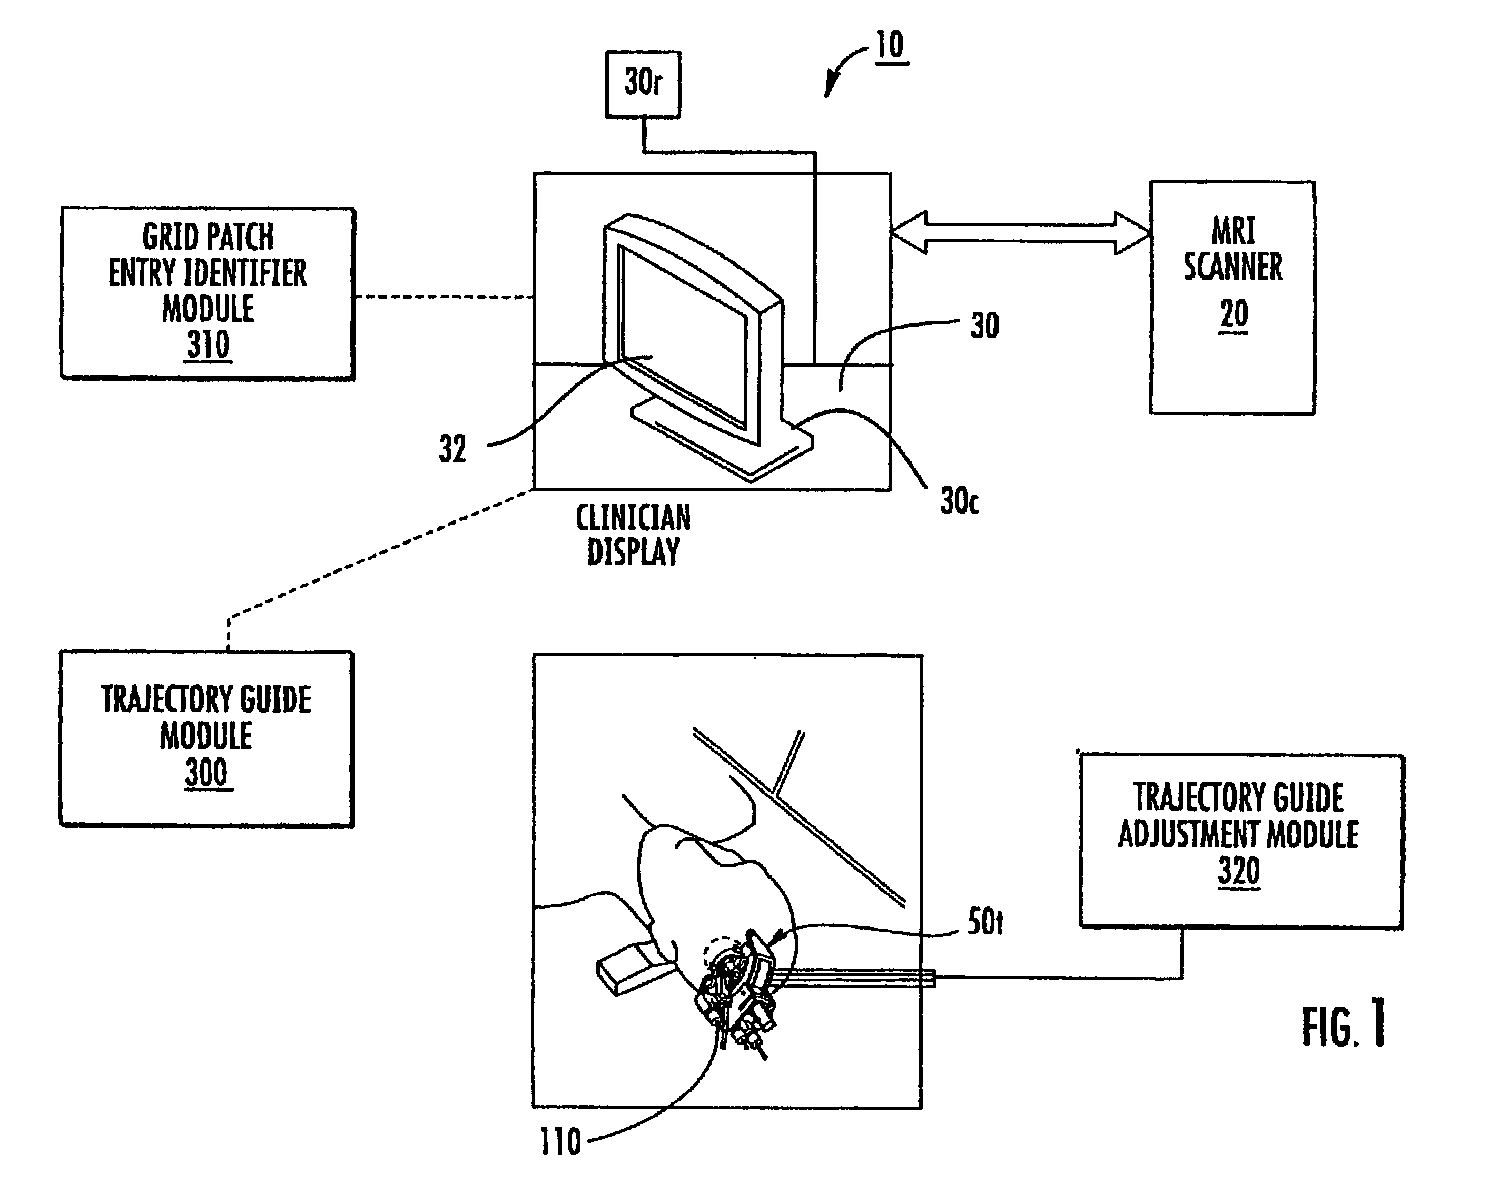 10
30r
GRID PATCH
ENTRY IDENTIFIER
MODULE
310
MRI
SCANNER
20
30
32
30c
CLINICIAN
DISPLAY
TRAJECTORY GUIDE
MODULE
300
TRAJECTORY GUIDE
ADJUSTMENT MODULE
320
50t
FIG. 1
110